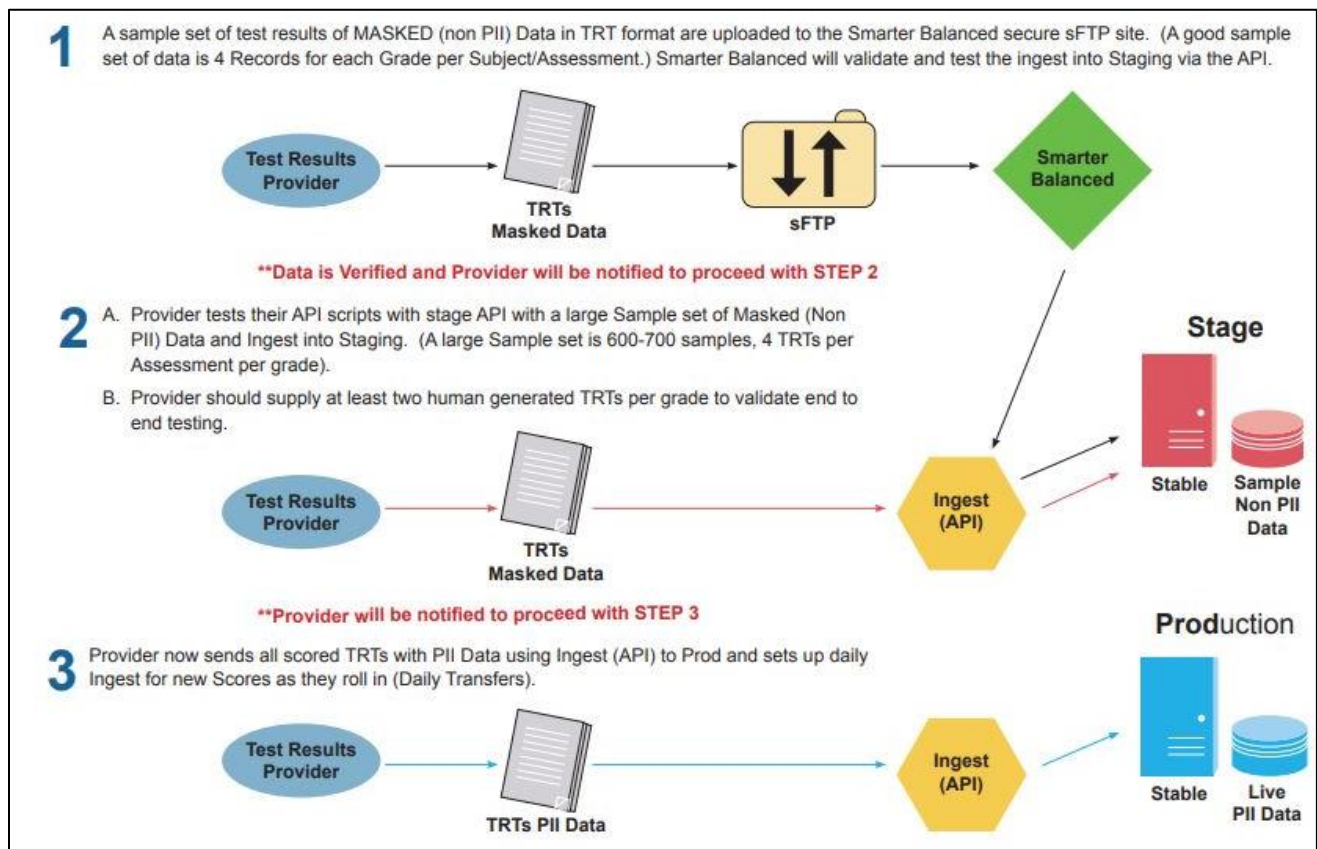 1
A sample set of test results of MASKED (non PII) Data in TRT format are uploaded to the Smarter Balanced secure sFTP site. (A good sample
set of data is 4 Records for each Grade per Subject/Assessment.) Smarter Balanced will validate and test the ingest into Staging via the API.
Test Results
Provider
TRTs
Masked Data
sFTP
Smarter
Balanced
**Data is Verified and Provider will be notified to proceed with STEP 2
2
A. Provider tests their API scripts with stage API with a large Sample set of Masked (Non
PII) Data and Ingest into Staging. (A large Sample set is 600-700 samples, 4 TRTs per
Assessment per grade).
B. Provider should supply at least two human generated TRTs per grade to validate end to
end testing.
Test Results
Provider
TRTs
Masked Data
Ingest
(API)
Stage
Stable
Sample
Non PII
Data
**Provider will be notified to proceed with STEP 3
3
Provider now sends all scored TRTs with PII Data using Ingest (API) to Prod and sets up daily
Ingest for new Scores as they roll in (Daily Transfers).
Test Results
Provider
TRTs PII Data
Ingest
(API)
Production
Stable
Live
PII Data